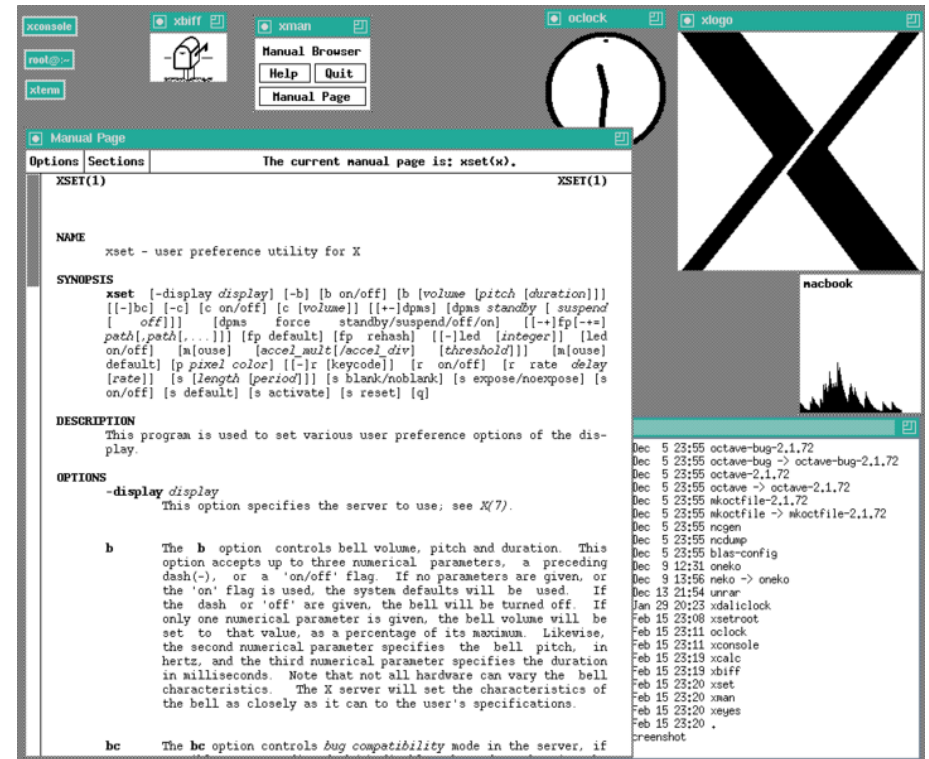 xconsole
root@:~
xterm
xbiff
xman
Manual Browser
Help Quit
Manual Page
oclock
xlogo
macbook
Manual Page
Options Sections The current manual page is: xset(x).
XSET(1) XSET(1)
NAME
xset - user preference utility for X
SYNOPSIS
xset [-display display] [-b] [b on/off] [b [volume [pitch [duration]]]
[[-]bc] [-c] [c on/off] [c [volume]] [[+-]dpms] [dpms standby [ suspend
[ off]]] [dpms force standby/suspend/off/on] [[-+]fp[-+=]
path[,path[,...]]] [fp default] [fp rehash] [[-]led [integer]] [led
on/off] [m[ouse] [accel_mult[/accel_div] [threshold]]] [m[ouse]
default] [p pixel color] [[-]r [keycode]] [r on/off] [r rate delay
[rate]] [s [length [period]]] [s blank/noblank] [s expose/noexpose] [s
on/off] [s default] [s activate] [s reset] [q]
DESCRIPTION
This program is used to set various user preference options of the dis-
play.
OPTIONS
-display display
This option specifies the server to use; see X(7).
b The b option controls bell volume, pitch and duration. This
option accepts up to three numerical parameters, a preceding
dash(-), or a 'on/off' flag. If no parameters are given, or
the 'on' flag is used, the system defaults will be used. If
the dash or 'off' are given, the bell will be turned off. If
only one numerical parameter is given, the bell volume will be
set to that value, as a percentage of its maximum. Likewise,
the second numerical parameter specifies the bell pitch, in
hertz, and the third numerical parameter specifies the duration
in milliseconds. Note that not all hardware can vary the bell
characteristics. The X server will set the characteristics of
the bell as closely as it can to the user's specifications.
bc The bc option controls bug compatibility mode in the server, if
Dec 5 23:55 octave-bug-2.1.72
Dec 5 23:55 octave-bug -> octave-bug-2.1.72
Dec 5 23:55 octave-2.1.72
Dec 5 23:55 octave -> octave-2.1.72
Dec 5 23:55 mkoctfile-2.1.72
Dec 5 23:55 mkoctfile -> mkoctfile-2.1.72
Dec 5 23:55 ncgen
Dec 5 23:55 ncdump
Dec 5 23:55 blas-config
Dec 9 12:31 oneko
Dec 9 13:56 neko -> oneko
Dec 13 21:54 unrar
Jan 29 20:23 xdaliclock
Feb 15 23:08 xsetroot
Feb 15 23:11 oclock
Feb 15 23:11 xconsole
Feb 15 23:19 xcalc
Feb 15 23:19 xbiff
Feb 15 23:20 xset
Feb 15 23:20 xman
Feb 15 23:20 xeyes
Feb 15 23:20 .
creenshot